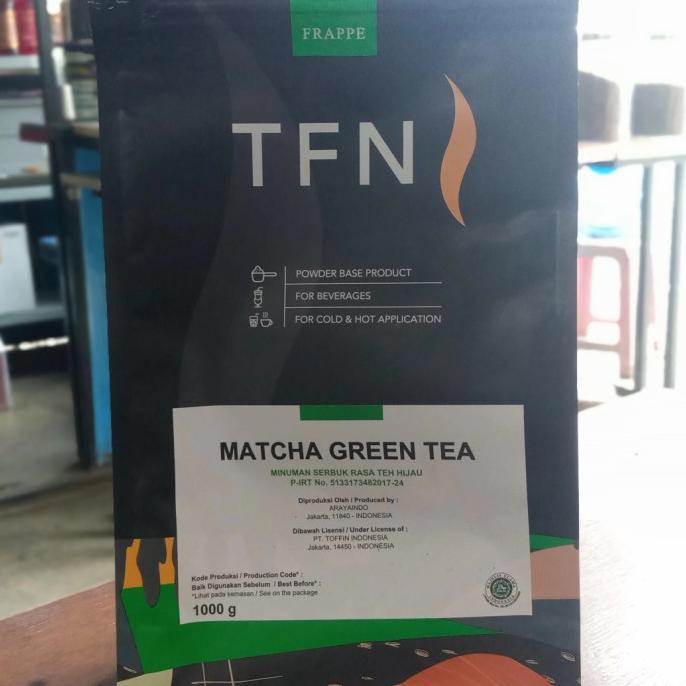 FRAPPE
TFN
POWDER BASE PRODUCT
FOR BEVERAGES
FOR COLD & HOT APPLICATION
MATCHA GREEN TEA
MINUMAN SERBUK RASA TEH HIJAU
P-IRT No. 5133173482017-24
Diproduksi Oleh / Produced by :
ARAYAINDO
Jakarta, 11840 - INDONESIA
Dibawah Lisensi / Under License of :
PT. TOFFIN INDONESIA
Jakarta, 14450 - INDONESIA
Kode Produksi / Production Code* :
Baik Digunakan Sebelum / Best Before* :
*Lihat pada kemasan / See on the package
1000 g